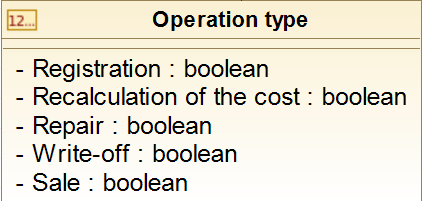 12... Operation type
- Registration : boolean
- Recalculation of the cost : boolean
- Repair : boolean
- Write-off : boolean
- Sale : boolean